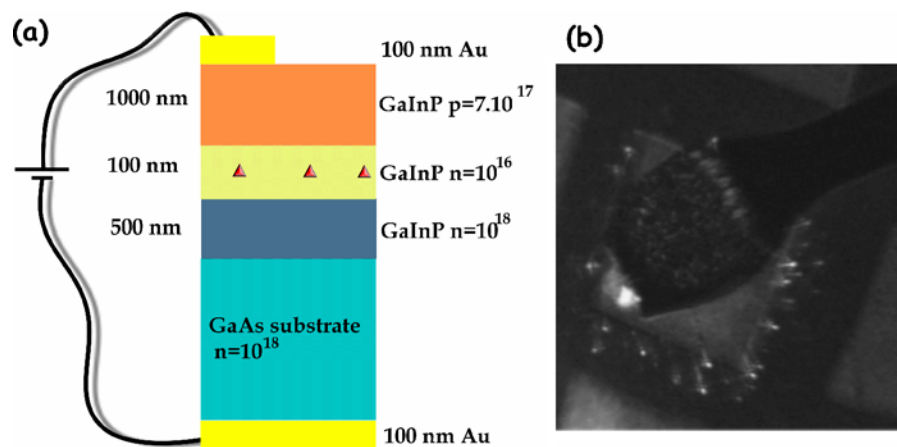 (a)
100 nm Au
1000 nm
GaInP p=7.10^17
100 nm
GaInP n=10^16
500 nm
GaInP n=10^18
GaAs substrate
n=10^18
100 nm Au
(b)